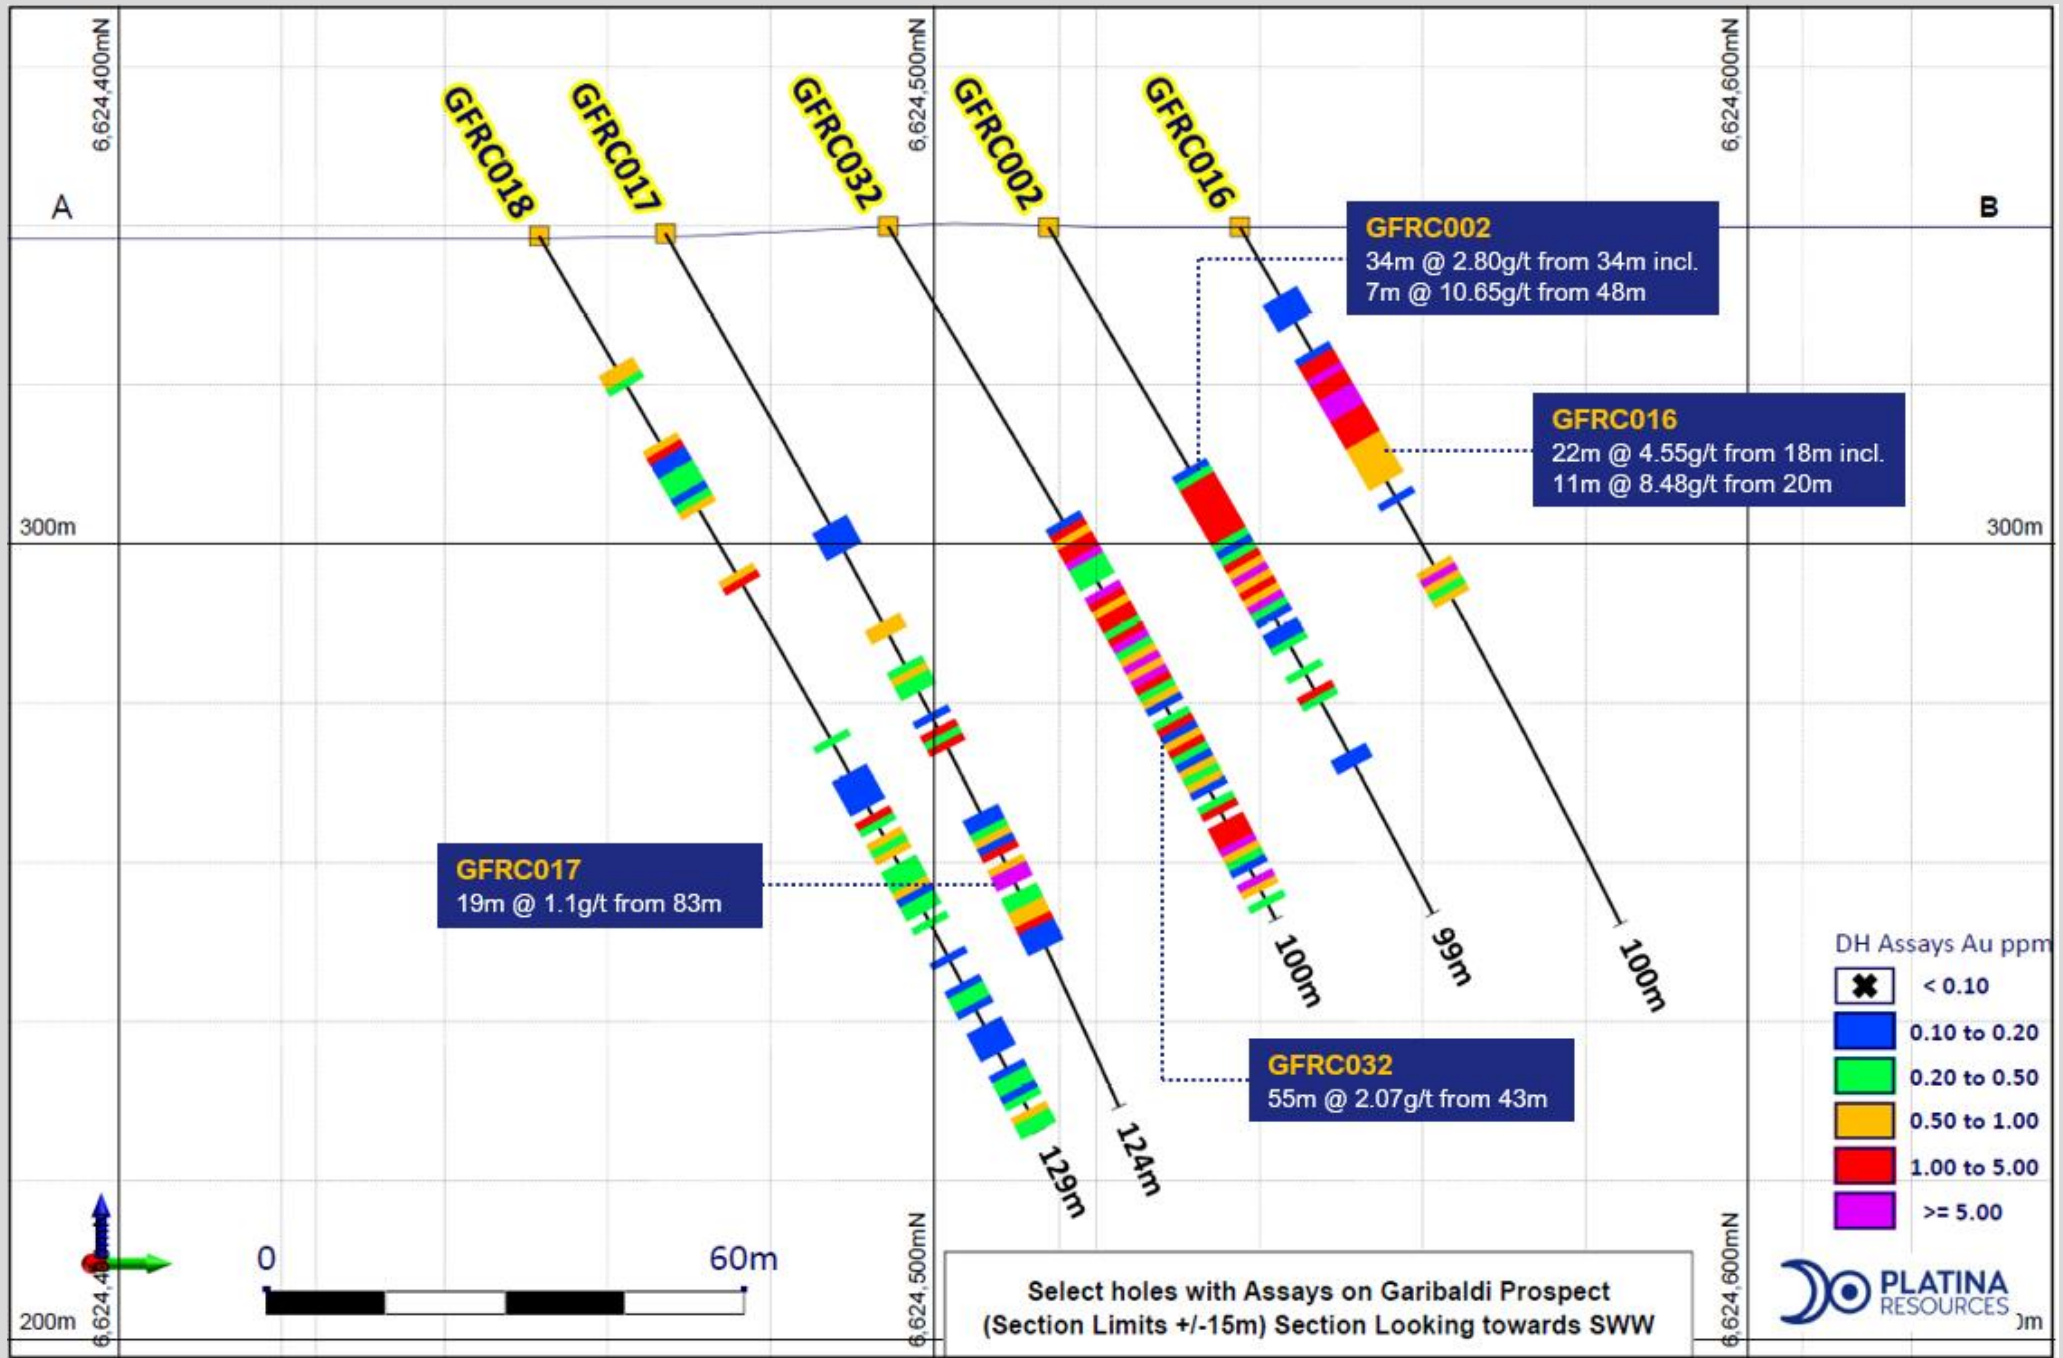 6,624,400mN
6,624,500mN
6,624,600mN
GFRC018
GFRC017
GFRC032
GFRC002
GFRC016
A
B
GFRC002
34m @ 2.80g/t from 34m incl.
7m @ 10.65g/t from 48m
GFRC016
22m @ 4.55g/t from 18m incl.
11m @ 8.48g/t from 20m
300m
300m
GFRC017
19m @ 1.1g/t from 83m
100m
99m
100m
GFRC032
55m @ 2.07g/t from 43m
129m
124m
DH Assays Au ppm
< 0.10
0.10 to 0.20
0.20 to 0.50
0.50 to 1.00
1.00 to 5.00
>= 5.00
0
60m
6,624,500mN
6,624,600mN
Select holes with Assays on Garibaldi Prospect
(Section Limits +/-15m) Section Looking towards SWW
PLATINA
RESOURCES
200m